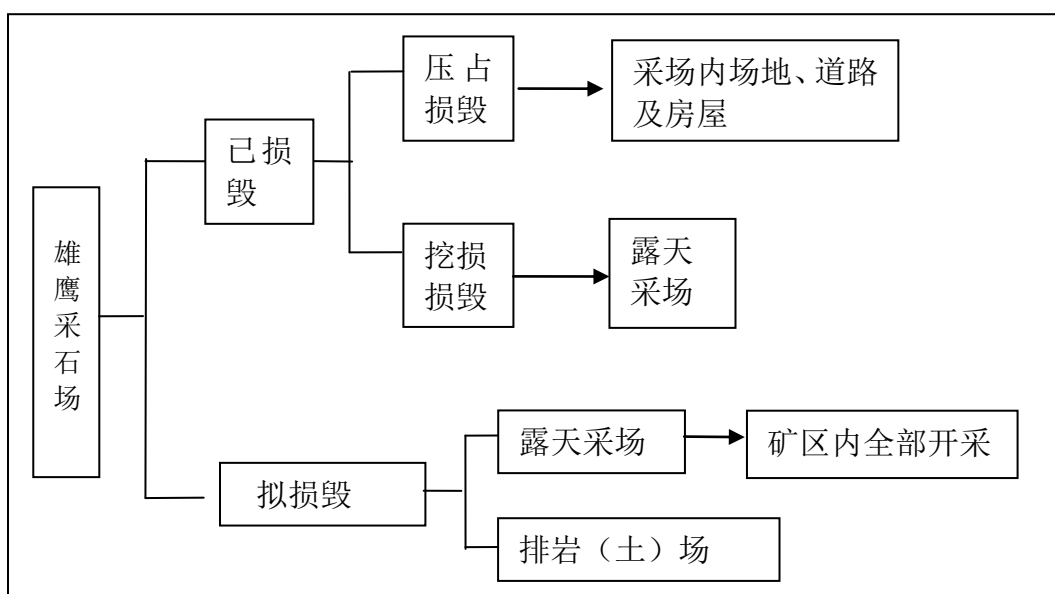 雄鹰采石场
已损
毁
压占
损毁
采场内场地、道路
及房屋
挖损
损毁
露天
采场
拟损毁
露天采场
矿区内全部开采
排岩（土）场